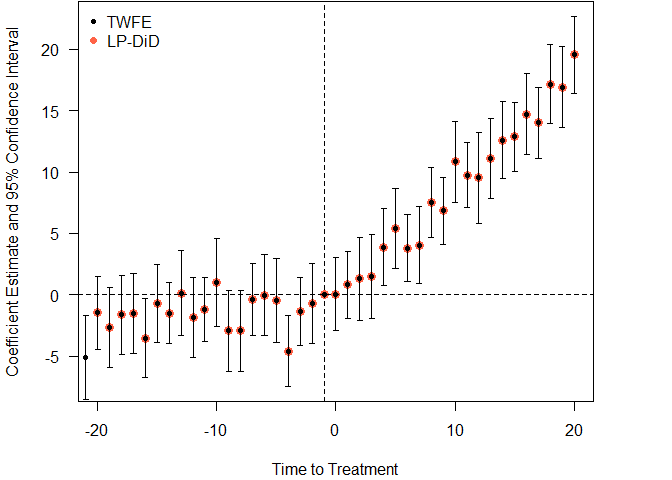 TWFE
LP-DiD
Coefficient Estimate and 95% Confidence Interval
20
15
10
5
0
-5
-20
-10
0
10
20
Time to Treatment